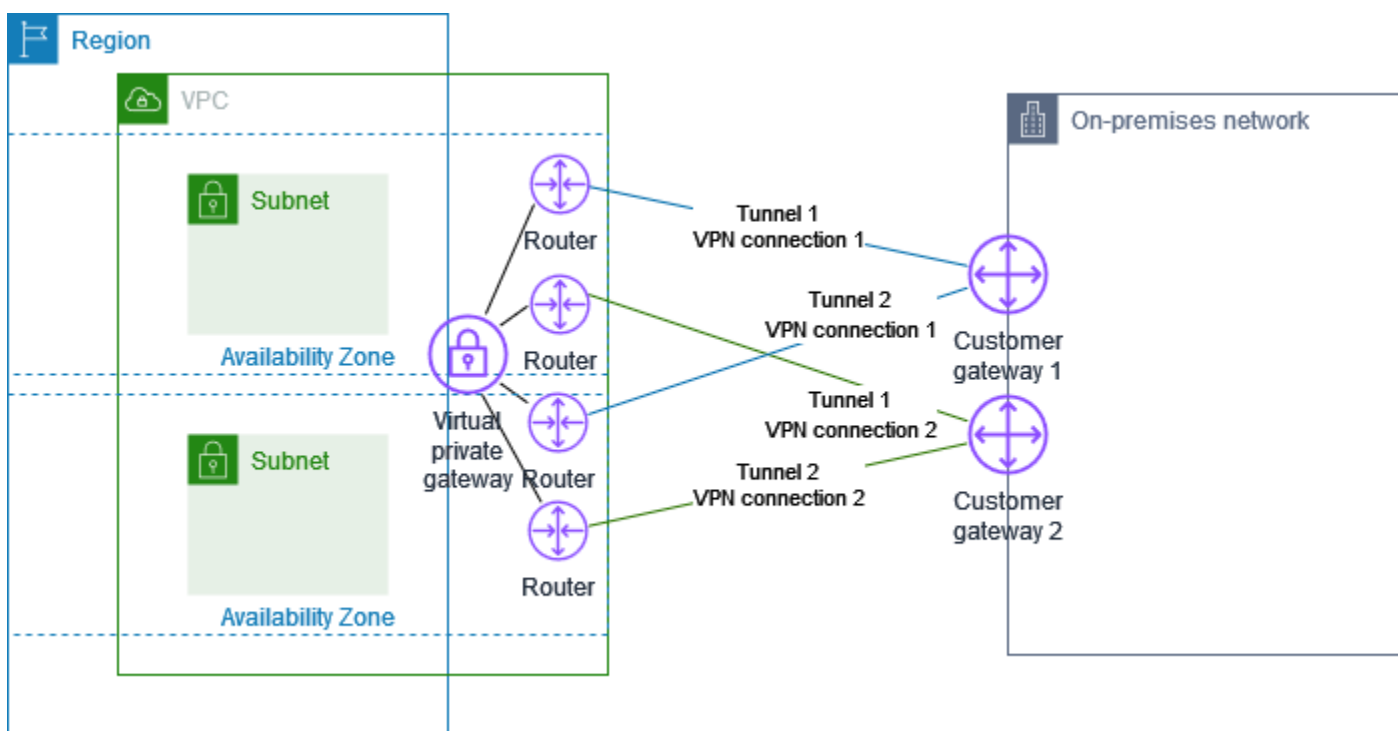 Region
VPC
On-premises network
Subnet
Router
Tunnel 1
VPN connection 1
Tunnel 2
VPN connection 1
Customer
gateway 1
Availability Zone
Router
Tunnel 1
VPN connection 2
Virtual
private
gateway
Subnet
Router
Tunnel 2
VPN connection 2
Customer
gateway 2
Router
Availability Zone